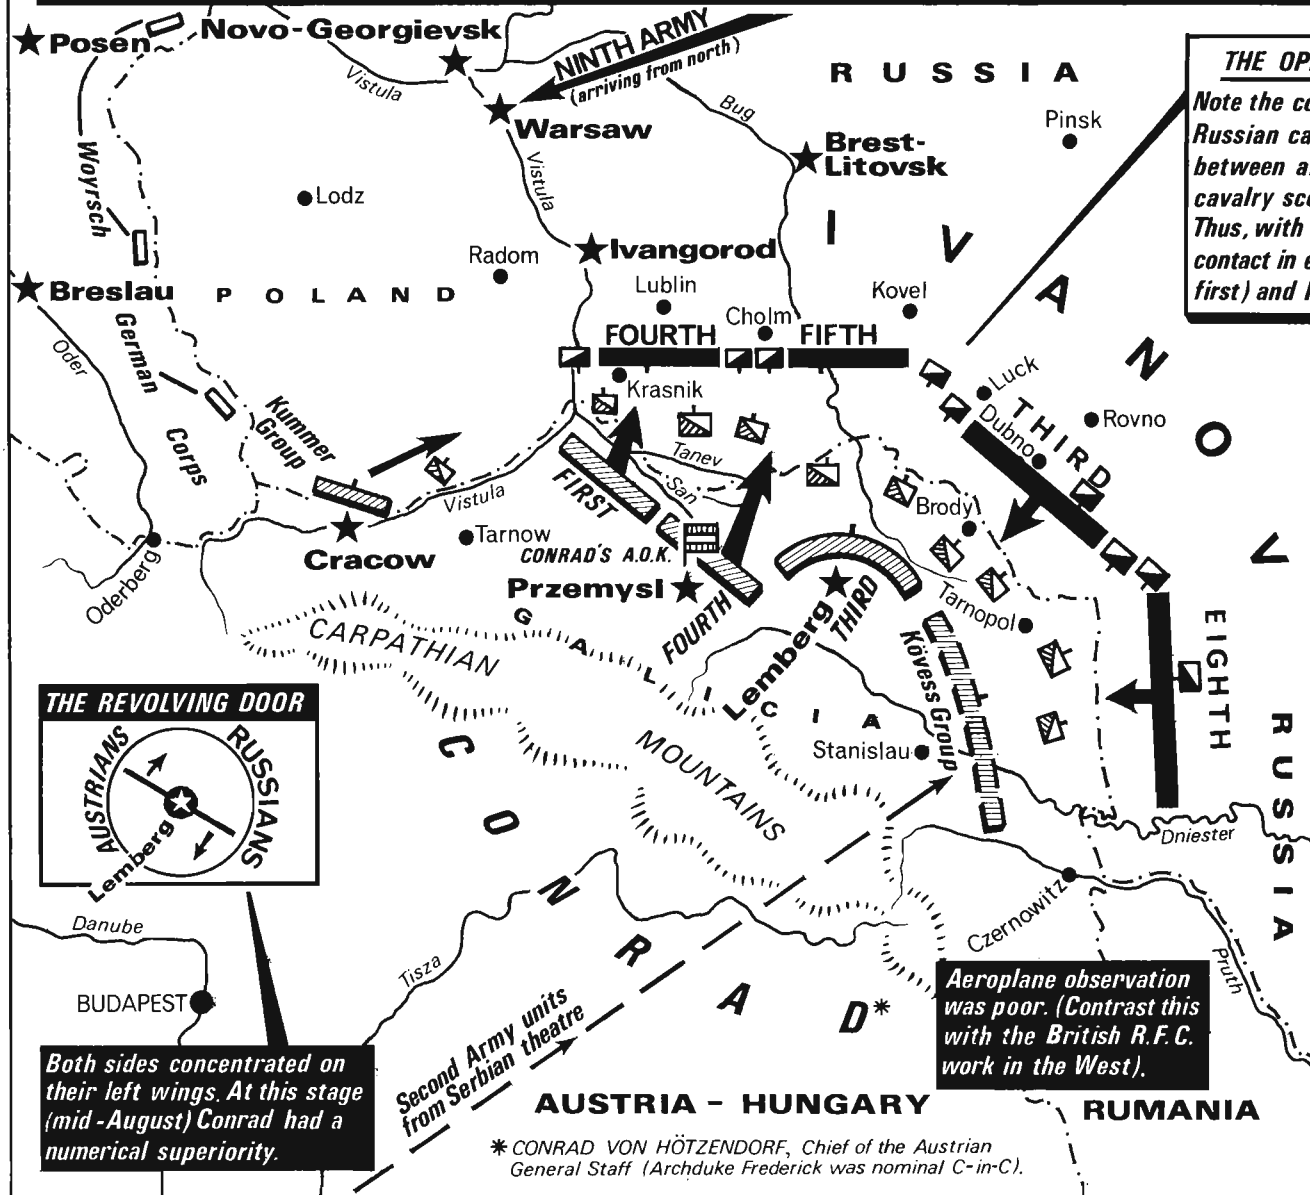 Posen
Novo-Georgievsk
Vistula
NINTH ARMY
(arriving from north)
RUSSIA
Warsaw
Bug
Pinsk
Brest-
Litovsk
THE OP
Note the co
Russian ca
between a
cavalry sco
Thus, with
contact in e
first) and
Woyrsch
Lodz
Vistula
Ivangorod
Radom
Lublin
Kovel
Cholm
IVANOV
Breslau
POLAND
Oder
German
Corps
FOURTH
FIFTH
Krasnik
Luck
Dubno
THIRD
Rovno
Kummer
Group
Vistula
Tanev
San
FIRST
Brody
Tarnow
Cracow
Oderberg
CONRAD'S A.O.K.
Przemysl
FOURTH
THIRD
Lemberg
Tarnopol
EIGHTH
Kövess Group
GALICIA
CARPATHIAN
MOUNTAINS
Stanislau
RUSSIA
Dniester
Czernowitz
Pruth
THE REVOLVING DOOR
AUSTRIANS
RUSSIANS
Lemberg
Danube
BUDAPEST
Tisza
CONRAD*
Both sides concentrated on
their left wings. At this stage
(mid-August) Conrad had a
numerical superiority.
Second Army units
from Serbian theatre
Aeroplane observation
was poor. (Contrast this
with the British R.F.C.
work in the West).
AUSTRIA - HUNGARY
RUMANIA
* CONRAD VON HÖTZENDORF, Chief of the Austrian
General Staff (Archduke Frederick was nominal C-in-C).